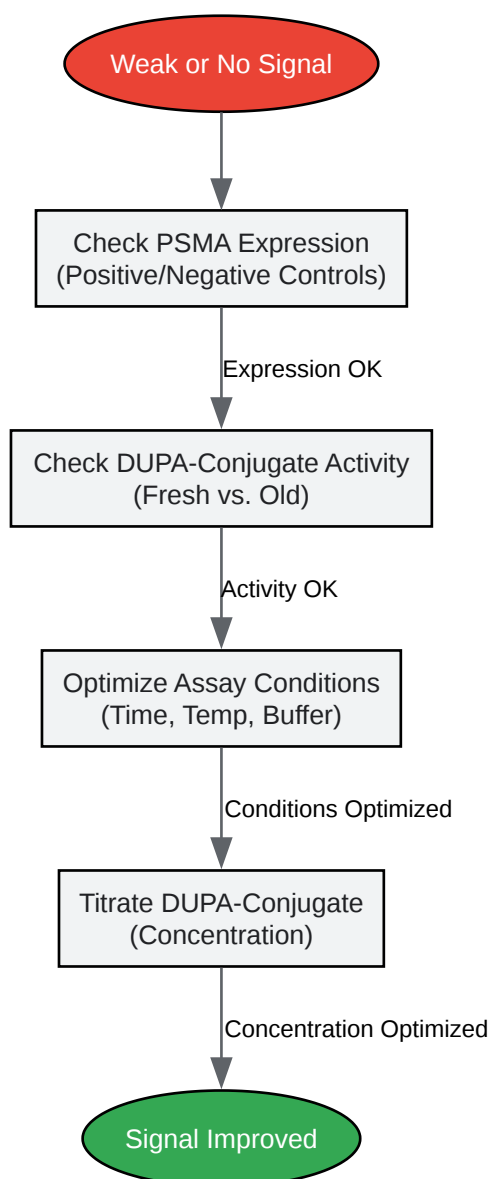 Weak or No Signal
Check PSMA Expression
(Positive/Negative Controls)
Expression OK
Check DUPA-Conjugate Activity
(Fresh vs. Old)
Activity OK
Optimize Assay Conditions
(Time, Temp, Buffer)
Conditions Optimized
Titrate DUPA-Conjugate
(Concentration)
Concentration Optimized
Signal Improved